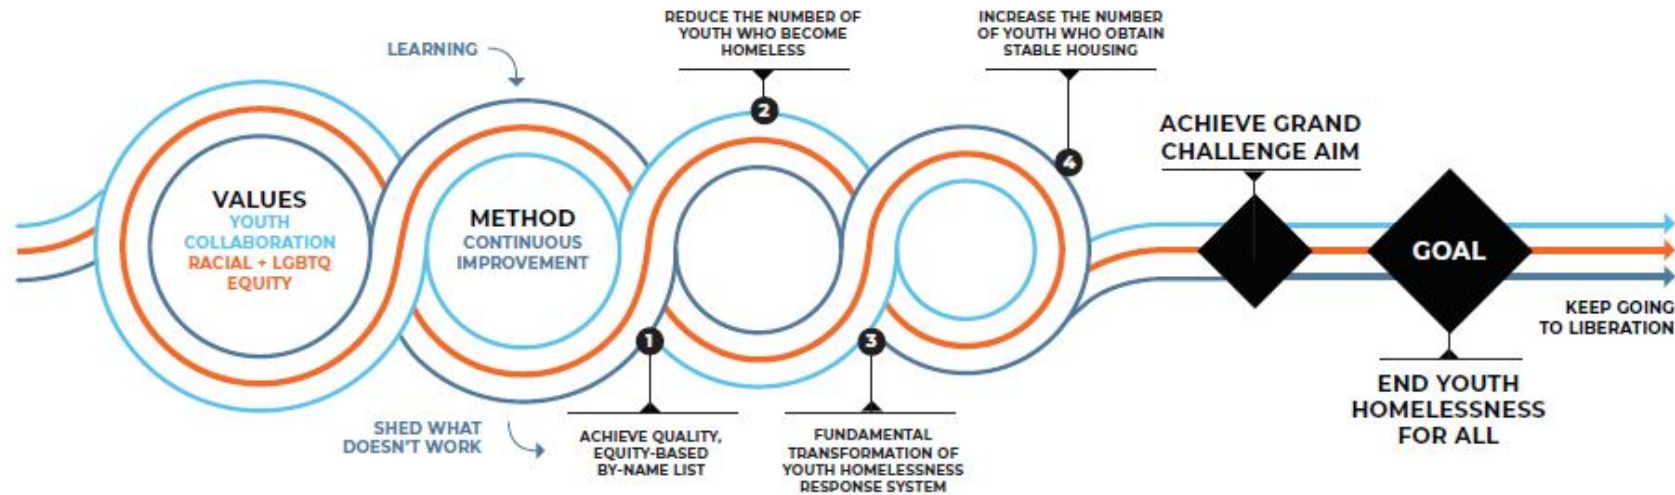 LEARNING
VALUES
YOUTH
COLLABORATION
RACIAL + LGBTQ
EQUITY
METHOD
CONTINUOUS
IMPROVEMENT
SHED WHAT
DOESN'T WORK
1
ACHIEVE QUALITY,
EQUITY-BASED
BY-NAME LIST
REDUCE THE NUMBER OF
YOUTH WHO BECOME
HOMELESS
2
3
FUNDAMENTAL
TRANSFORMATION OF
YOUTH HOMELESSNESS
RESPONSE SYSTEM
INCREASE THE NUMBER
OF YOUTH WHO OBTAIN
STABLE HOUSING
4
ACHIEVE GRAND
CHALLENGE AIM
GOAL
END YOUTH
HOMELESSNESS
FOR ALL
KEEP GOING
TO LIBERATION